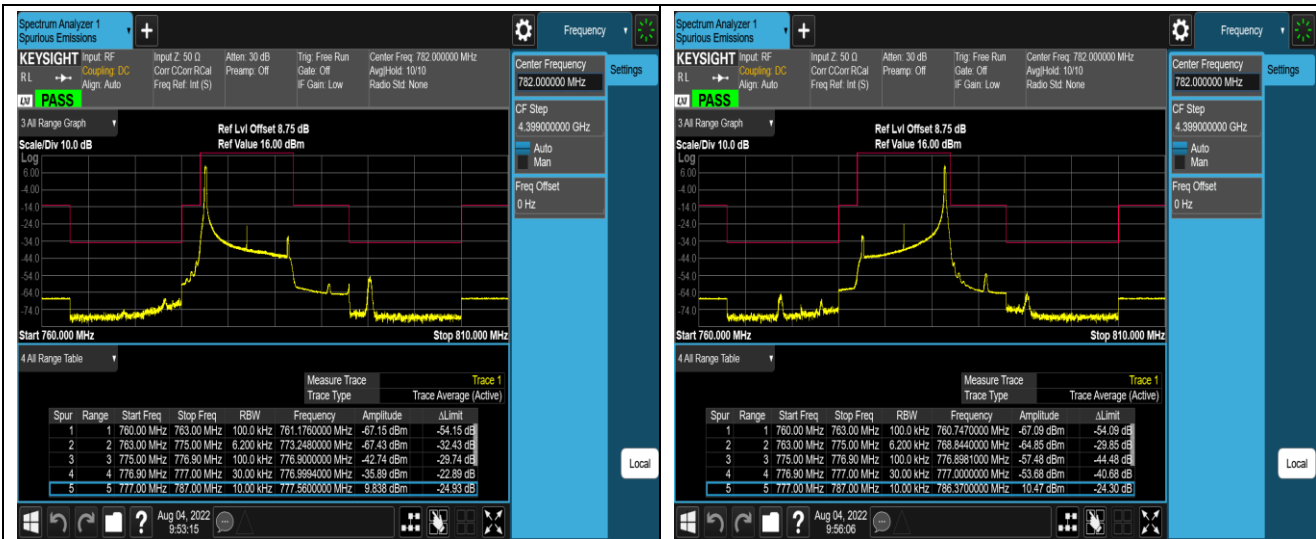 Spectrum Analyzer 1
Spurious Emissions
+
Frequency
KEYSIGHT
RL
LXI PASS
Input: RF
Coupling: DC
Align: Auto
Input Z: 50 Ω
Corr CCorr RCal
Freq Ref: Int (S)
Atten: 30 dB
Preamp: Off
Trig: Free Run
Gate: Off
IF Gain: Low
Center Freq: 782.000000 MHz
Avg|Hold: 10/10
Radio Std: None
Center Frequency
782.000000 MHz
Settings
CF Step
4.399000000 GHz
Auto
Man
Freq Offset
0 Hz
3 All Range Graph
Ref Lvl Offset 8.75 dB
Scale/Div 10.0 dB
Ref Value 16.00 dBm
Log
6.00
-4.00
-14.0
-24.0
-34.0
-44.0
-54.0
-64.0
-74.0
Start 760.000 MHz
Stop 810.000 MHz
4 All Range Table
Measure Trace Trace 1
Trace Type Trace Average (Active)
Spur Range Start Freq Stop Freq RBW Frequency Amplitude ΔLimit
1 1 760.00 MHz 763.00 MHz 100.0 kHz 761.1760000 MHz -67.15 dBm -54.15 dB
2 2 763.00 MHz 775.00 MHz 6.200 kHz 773.2480000 MHz -67.43 dBm -32.43 dB
3 3 775.00 MHz 776.90 MHz 100.0 kHz 776.9000000 MHz -42.74 dBm -29.74 dB
4 4 776.90 MHz 777.00 MHz 30.00 kHz 776.9994000 MHz -35.89 dBm -22.89 dB
5 5 777.00 MHz 787.00 MHz 10.00 kHz 777.5600000 MHz 9.838 dBm -24.93 dB
Local
?
Aug 04, 2022
9:53:15
Spectrum Analyzer 1
Spurious Emissions
+
Frequency
KEYSIGHT
RL
LXI PASS
Input: RF
Coupling: DC
Align: Auto
Input Z: 50 Ω
Corr CCorr RCal
Freq Ref: Int (S)
Atten: 30 dB
Preamp: Off
Trig: Free Run
Gate: Off
IF Gain: Low
Center Freq: 782.000000 MHz
Avg|Hold: 10/10
Radio Std: None
Center Frequency
782.000000 MHz
Settings
CF Step
4.399000000 GHz
Auto
Man
Freq Offset
0 Hz
3 All Range Graph
Ref Lvl Offset 8.75 dB
Scale/Div 10.0 dB
Ref Value 16.00 dBm
Log
6.00
-4.00
-14.0
-24.0
-34.0
-44.0
-54.0
-64.0
-74.0
Start 760.000 MHz
Stop 810.000 MHz
4 All Range Table
Measure Trace Trace 1
Trace Type Trace Average (Active)
Spur Range Start Freq Stop Freq RBW Frequency Amplitude ΔLimit
1 1 760.00 MHz 763.00 MHz 100.0 kHz 760.7470000 MHz -67.09 dBm -54.09 dB
2 2 763.00 MHz 775.00 MHz 6.200 kHz 768.8440000 MHz -64.85 dBm -29.85 dB
3 3 775.00 MHz 776.90 MHz 100.0 kHz 776.8981000 MHz -57.48 dBm -44.48 dB
4 4 776.90 MHz 777.00 MHz 30.00 kHz 777.0000000 MHz -53.68 dBm -40.68 dB
5 5 777.00 MHz 787.00 MHz 10.00 kHz 786.3700000 MHz 10.47 dBm -24.30 dB
Local
?
Aug 04, 2022
9:56:06